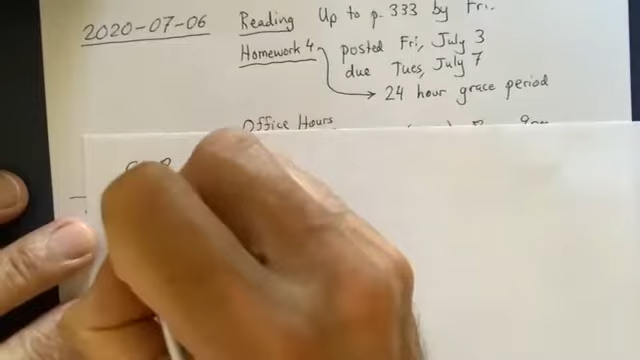 2020-07-06 Reading Up to p. 333 by Fri.
Homework 4 posted Fri, July 3
due Tues, July 7
24 hour grace period
Office Hours